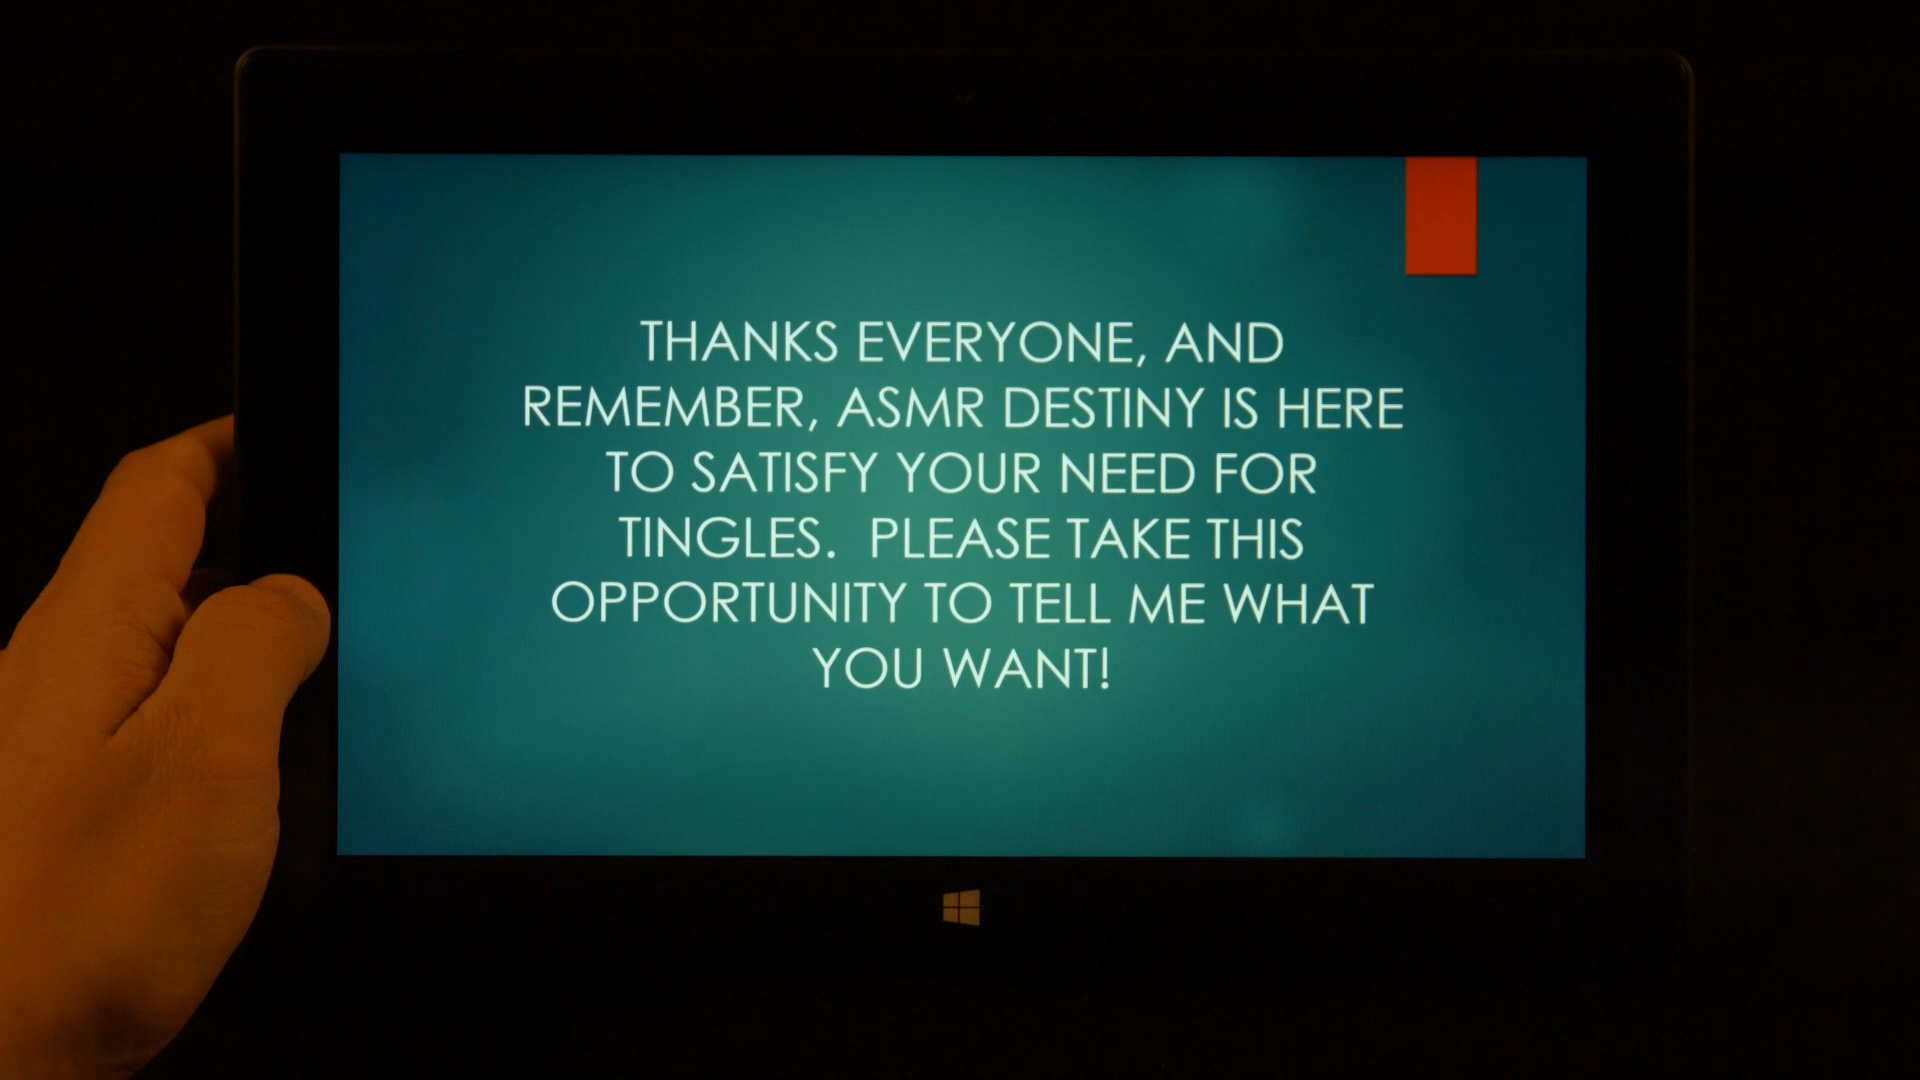 THANKS EVERYONE, AND
REMEMBER, ASMR DESTINY IS HERE
TO SATISFY YOUR NEED FOR
TINGLES.  PLEASE TAKE THIS
OPPORTUNITY TO TELL ME WHAT
YOU WANT!